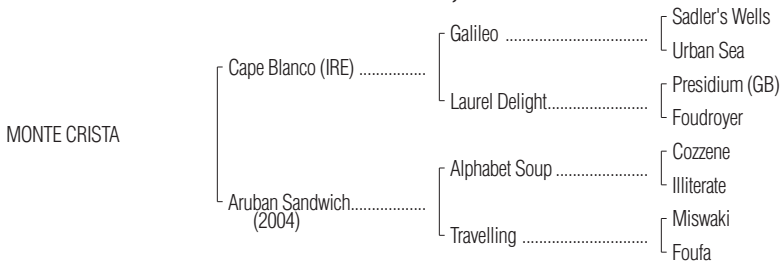 Sadler's Wells
Galileo ....................................
Urban Sea
Cape Blanco (IRE) .................
Presidium (GB)
Laurel Delight.........................
Foudroyer
MONTE CRISTA
Cozzene
Alphabet Soup .......................
Illiterate
Aruban Sandwich...................
(2004)
Miswaki
Travelling ................................
Foufa